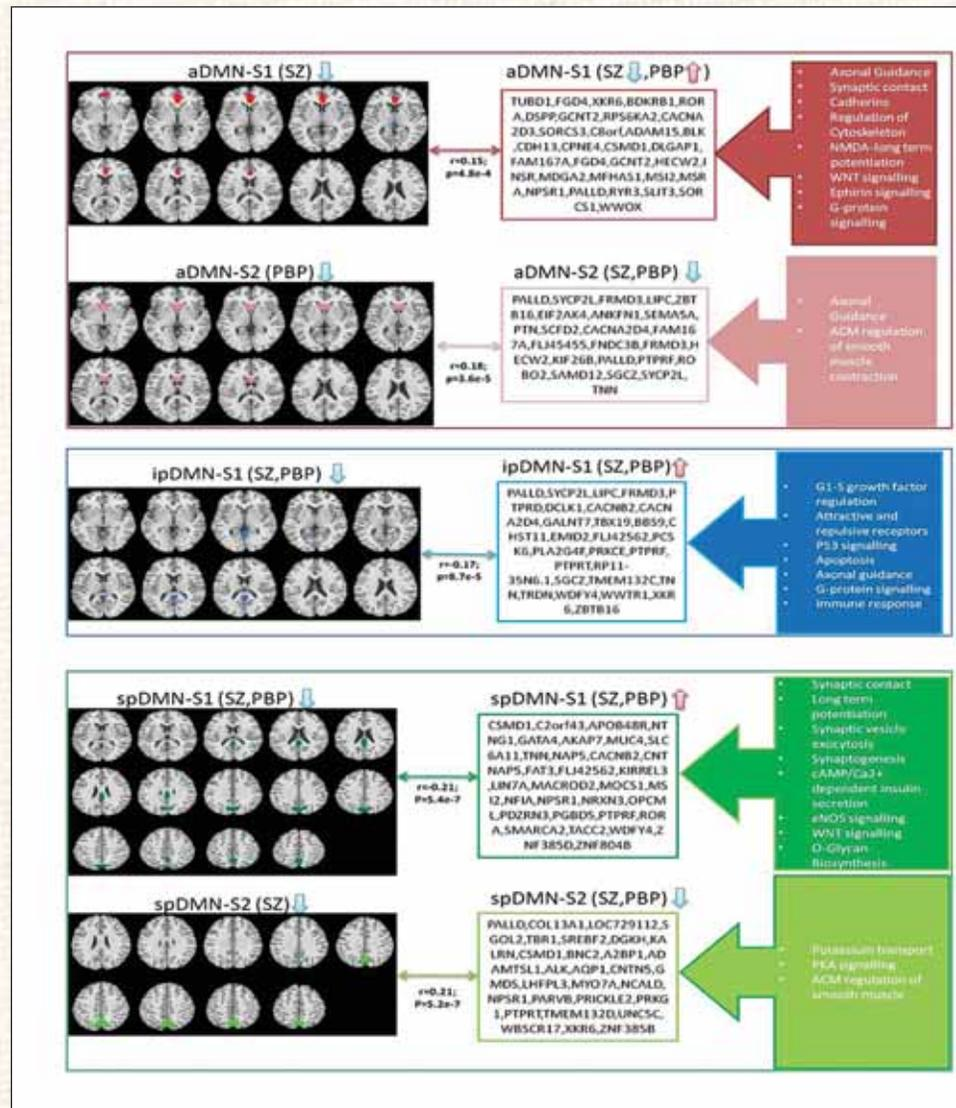 aDMN-S1 (SZ)
r=0.15;
p=4.8e-4
aDMN-S1 (SZ ,PBP )
TUBD1,FGD4,XKR6,BDKRB1,ROR
A,DSPP,GCNT2,RPS6KA2,CACNA
2D3,SORCS3,C8orf,ADAM15,BLK
,CDH13,CPNE4,CSMD1,DLGAP1,
FAM167A,FGD4,GCNT2,HECW2,I
NSR,MDGA2,MFHAS1,MSI2,MSR
A,NPSR1,PALLD,RYR3,SLIT3,SOR
CS1,WWOX
• Axonal Guidance
• Synaptic contact
• Cadherins
• Regulation of
Cytoskeleton
• NMDA-long term
potentiation
• WNT signalling
• Ephirin signalling
• G-protein
signalling
aDMN-S2 (PBP)
r=0.18;
p=3.6e-5
aDMN-S2 (SZ,PBP)
PALLD,SYCP2L,FRMD3,LIPC,ZBT
B16,EIF2AK4,ANKFN1,SEMA5A,
PTN,SCFD2,CACNA2D4,FAM16
7A,FLJ45455,FNDC3B,FRMD3,H
ECW2,KIF26B,PALLD,PTPRF,RO
BO2,SAMD12,SGCZ,SYCP2L,
TNN
• Axonal
Guidance
• ACM regulation
of smooth
muscle
contraction
ipDMN-S1 (SZ,PBP)
r=-0.17;
p=8.7e-5
ipDMN-S1 (SZ,PBP)
PALLD,SYCP2L,LIPC,FRMD3,P
TPRD,DCLK1,CACNB2,CACN
A2D4,GALNT7,TBX19,BBS9,C
HST11,EMID2,FLJ42562,PCS
K6,PLA2G4F,PRKCE,PTPRF,
PTPRT,RP11-
35N6.1,SGCZ,TMEM132C,TN
N,TRDN,WDFY4,WWTR1,XKR
6,ZBTB16
• G1-S growth factor
regulation
• Attractive and
repulsive receptors
• P53 signalling
• Apoptosis
• Axonal guidance
• G-protein signalling
• Immune response
spDMN-S1 (SZ,PBP)
r=-0.21;
P=5.4e-7
spDMN-S1 (SZ,PBP)
CSMD1,C2orf43,APOB48R,NT
NG1,GATA4,AKAP7,MUC4,SLC
6A11,TNN,NAP5,CACNB2,CNT
NAP5,FAT3,FLJ42562,KIRREL3
,LIN7A,MACROD2,MOCS1,MS
I2,NFIA,NPSR1,NRXN3,OPCM
L,PDZRN3,PGBD5,PTPRF,ROR
A,SMARCA2,TACC2,WDFY4,Z
NF385D,ZNF804B
• Synaptic contact
• Long term
potentiation
• Synaptic vesicle
exocytosis
• Synaptogenesis
• cAMP/Ca2+
dependent insulin
secretion
• eNOS signalling
• WNT signalling
• O-Glycan
Biosynthesis
spDMN-S2 (SZ)
r=0.21;
P=5.2e-7
spDMN-S2 (SZ,PBP)
PALLD,COL13A1,LOC729112,S
GOL2,TBR1,SREBF2,DGKH,KA
LRN,CSMD1,BNC2,A2BP1,AD
AMTSL1,ALK,AQP1,CNTN5,G
MDS,LHFPL3,MYO7A,NCALD,
NPSR1,PARVB,PRICKLE2,PRKG
1,PTPRT,TMEM132D,UNC5C,
WBSCR17,XKR6,ZNF385B
• Potassium transport
• PKA signalling
• ACM regulation of
smooth muscle